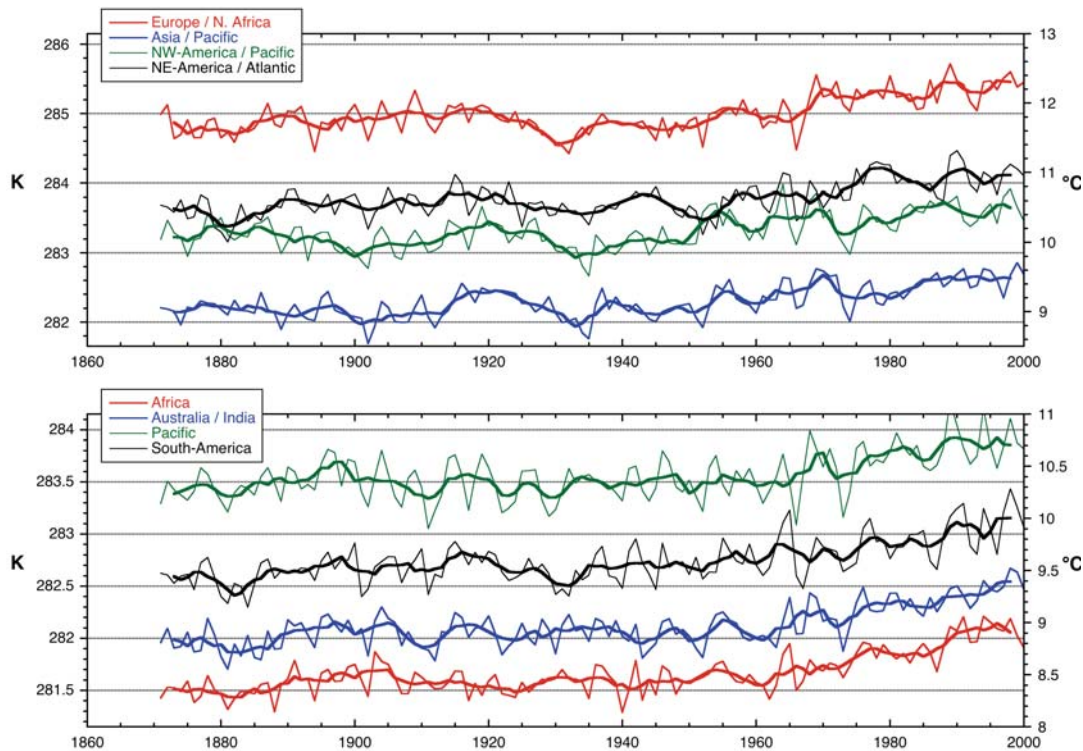 Europe / N. Africa
Asia / Pacific
NW-America / Pacific
NE-America / Atlantic
286
285
284
283
282
K
13
12
11
10
9
°C
1860 1880 1900 1920 1940 1960 1980 2000
Africa
Australia / India
Pacific
South-America
284
283.5
283
282.5
282
281.5
K
11
10.5
10
9.5
9
8.5
8
°C
1860 1880 1900 1920 1940 1960 1980 2000